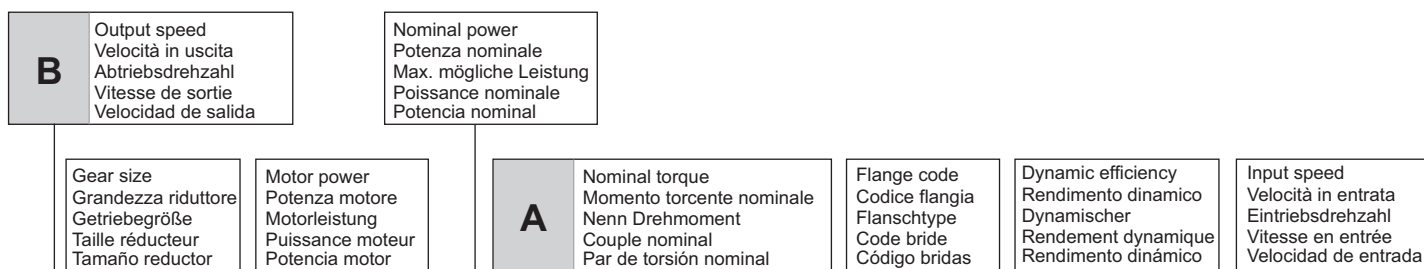 B
Output speed
Velocità in uscita
Abtriebsdrehzahl
Vitesse de sortie
Velocidad de salida
Nominal power
Potenza nominale
Max. mögliche Leistung
Poissance nominale
Potencia nominal
Gear size
Grandezza riduttore
Getriebegröße
Taille réducteur
Tamaño reductor
Motor power
Potenza motore
Motorleistung
Puissance moteur
Potencia motor
A
Nominal torque
Momento torcente nominale
Nenn Drehmoment
Couple nominal
Par de torsión nominal
Flange code
Codice flangia
Flanschtype
Code bride
Código bridas
Dynamic efficiency
Rendimento dinamico
Dynamischer
Rendement dynamique
Rendimento dinámico
Input speed
Velocità in entrata
Eintriebsdrehzahl
Vitesse en entrée
Velocidad de entrada